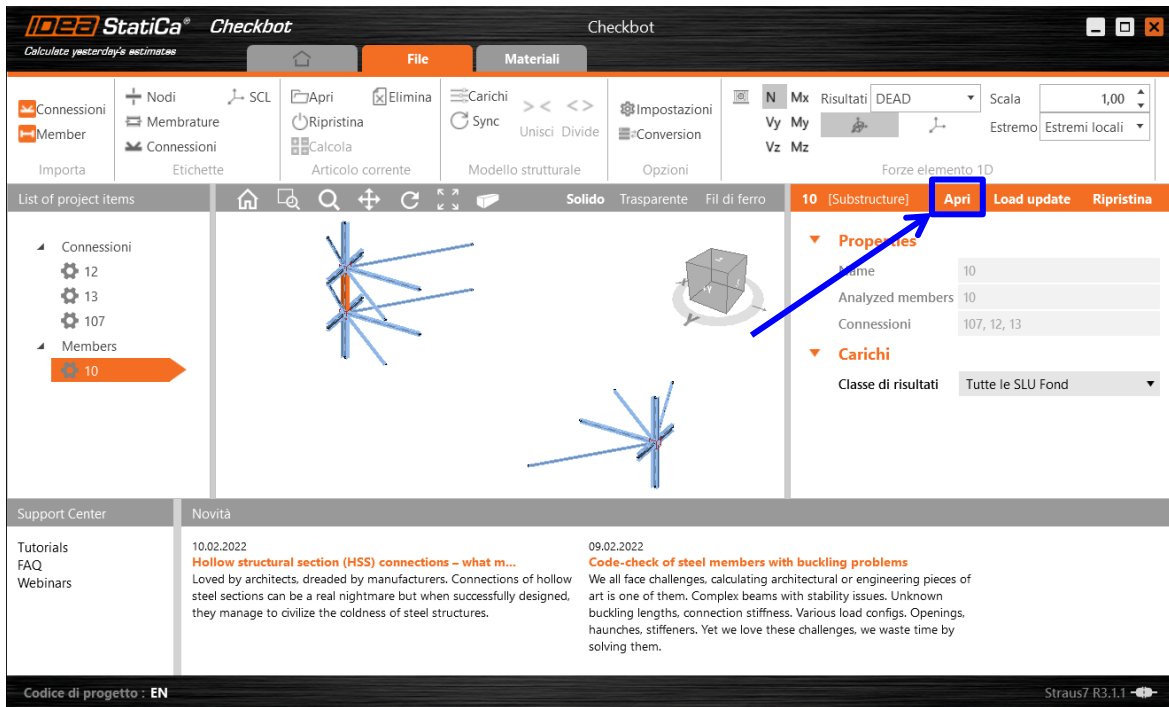 IDEA StatiCa® Checkbot
Calculate yesterday's estimates
Checkbot
File
Materiali
Connessioni
Member
Importa
Nodi
SCL
Membrature
Connessioni
Etichette
Apri
Elimina
Ripristina
Calcola
Articolo corrente
Carichi
Sync
> < < >
Unisci Divide
Modello strutturale
Impostazioni
Conversion
Opzioni
N Mx
Vy My
Vz Mz
Risultati DEAD
Scala 1,00
Estremo Estremi locali
Forze elemento 1D
List of project items
Solido Trasparente Fil di ferro
10 [Substructure] Apri Load update Ripristina
Connessioni
12
13
107
Members
10
Properties
Name 10
Analyzed members 10
Connessioni 107, 12, 13
Carichi
Classe di risultati Tutte le SLU Fond
Support Center
Tutorials
FAQ
Webinars
Novità
10.02.2022
Hollow structural section (HSS) connections – what m...
Loved by architects, dreaded by manufacturers. Connections of hollow
steel sections can be a real nightmare but when successfully designed,
they manage to civilize the coldness of steel structures.
09.02.2022
Code-check of steel members with buckling problems
We all face challenges, calculating architectural or engineering pieces of
art is one of them. Complex beams with stability issues. Unknown
buckling lengths, connection stiffness. Various load configs. Openings,
haunches, stiffeners. Yet we love these challenges, we waste time by
solving them.
Codice di progetto : EN
Straus7 R3.1.1